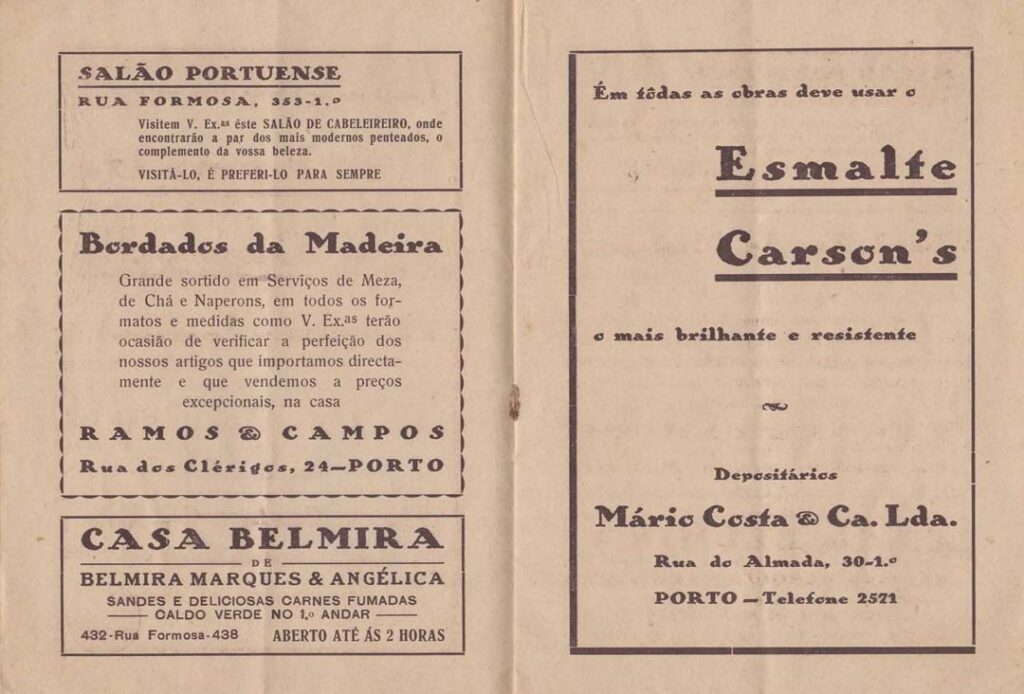 SALÃO PORTUENSE
RUA FORMOSA, 353-1.º
Visitem V. Ex.as êste SALÃO DE CABELEIREIRO, onde
encontrarão a par dos mais modernos penteados, o
complemento da vossa beleza.
VISITÁ-LO, É PREFERI-LO PARA SEMPRE
Bordados da Madeira
Grande sortido em Serviços de Meza,
de Chá e Naperons, em todos os for-
matos e medidas como V. Ex.as terão
ocasião de verificar a perfeição dos
nossos artigos que importamos directa-
mente e que vendemos a preços
excepcionais, na casa
RAMOS & CAMPOS
Rua dos Clérigos, 24—PORTO
CASA BELMIRA
DE
BELMIRA MARQUES & ANGÉLICA
SANDES E DELICIOSAS CARNES FUMADAS
CALDO VERDE NO 1.º ANDAR
432-Rua Formosa-438 ABERTO ATÉ ÁS 2 HORAS
Ém tôdas as obras deve usar o
Esmalte
Carson's
o mais brilhante e resistente
Depositários
Mário Costa & Ca. Lda.
Rua do Almada, 30-1.º
PORTO — Telefone 2571